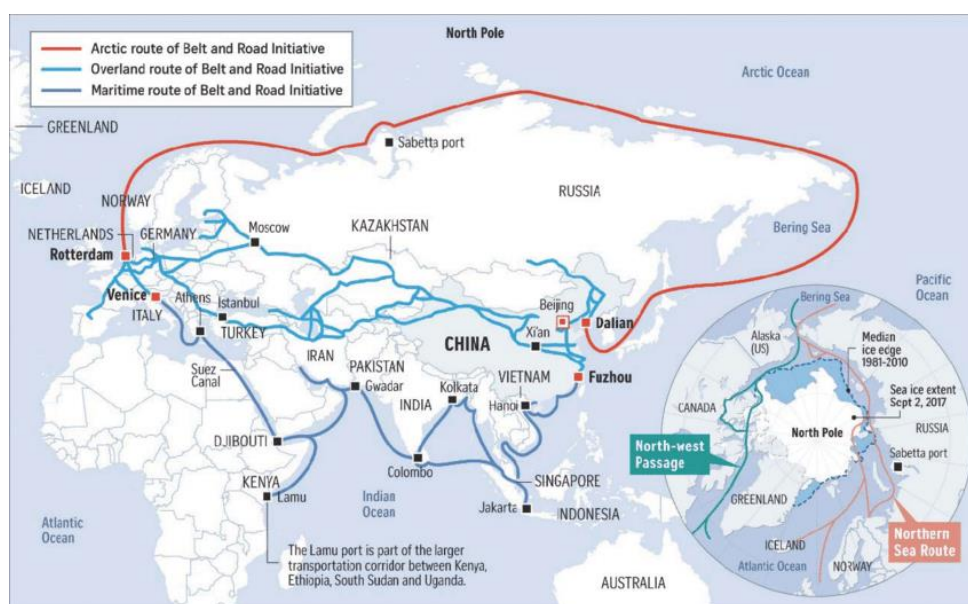 North Pole
Arctic route of Belt and Road Initiative
Overland route of Belt and Road Initiative
Maritime route of Belt and Road Initiative
Arctic Ocean
GREENLAND
Sabetta port
ICELAND
NORWAY
RUSSIA
KAZAKHSTAN
Bering Sea
NETHERLANDS
GERMANY
Moscow
Rotterdam
Pacific
Ocean
Venice
ITALY
Athens
Istanbul
TURKEY
Beijing
Dalian
Xi'an
CHINA
IRAN
PAKISTAN
Gwadar
Suez
Canal
Kolkata
INDIA
VIETNAM
Hanoi
Fuzhou
DJIBOUTI
Colombo
KENYA
Lamu
Indian
Ocean
SINGAPORE
Jakarta
INDONESIA
Atlantic
Ocean
The Lamu port is part of the larger
transportation corridor between Kenya,
Ethiopia, South Sudan and Uganda.
AUSTRALIA
Bering Sea
Alaska
(US)
Median
ice edge
1981-2010
Sea ice extent
Sept 2, 2017
CANADA
North Pole
RUSSIA
North-west
Passage
Sabetta port
GREENLAND
ICELAND
Northern
Sea Route
Atlantic Ocean
NORWAY